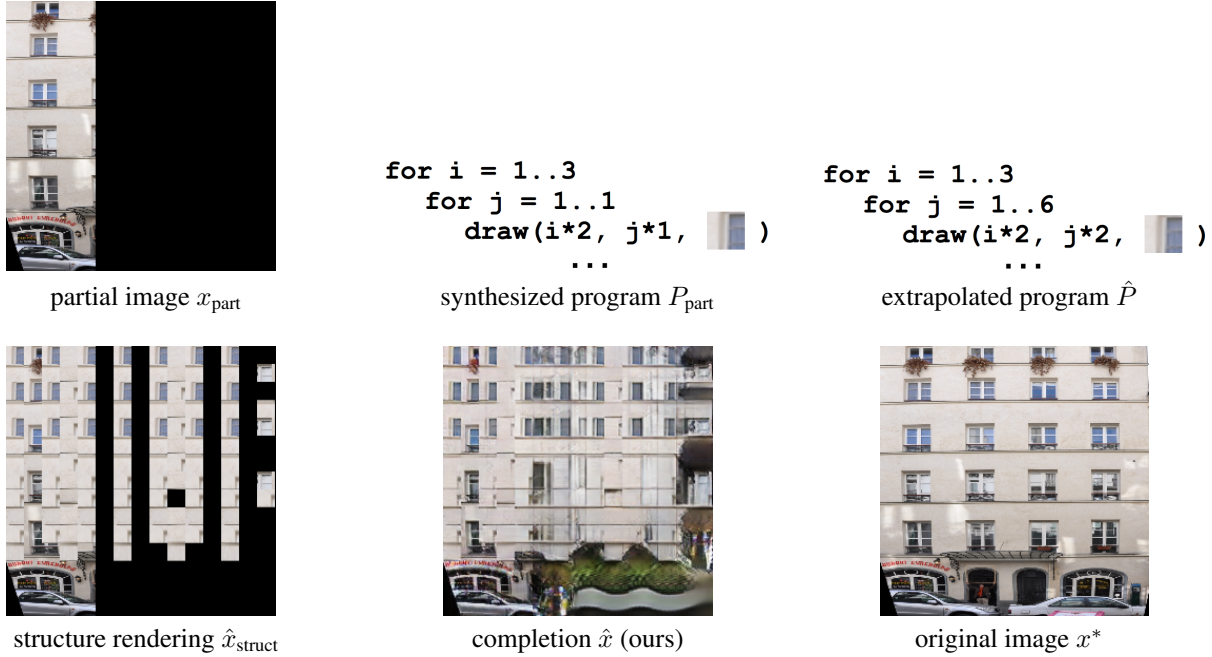 for i = 1..3
for j = 1..1
draw(i*2, j*1, )
...
for i = 1..3
for j = 1..6
draw(i*2, j*2, )
...
partial image x_part
synthesized program P_part
extrapolated program P̂
structure rendering x̂_struct
completion x̂ (ours)
original image x*